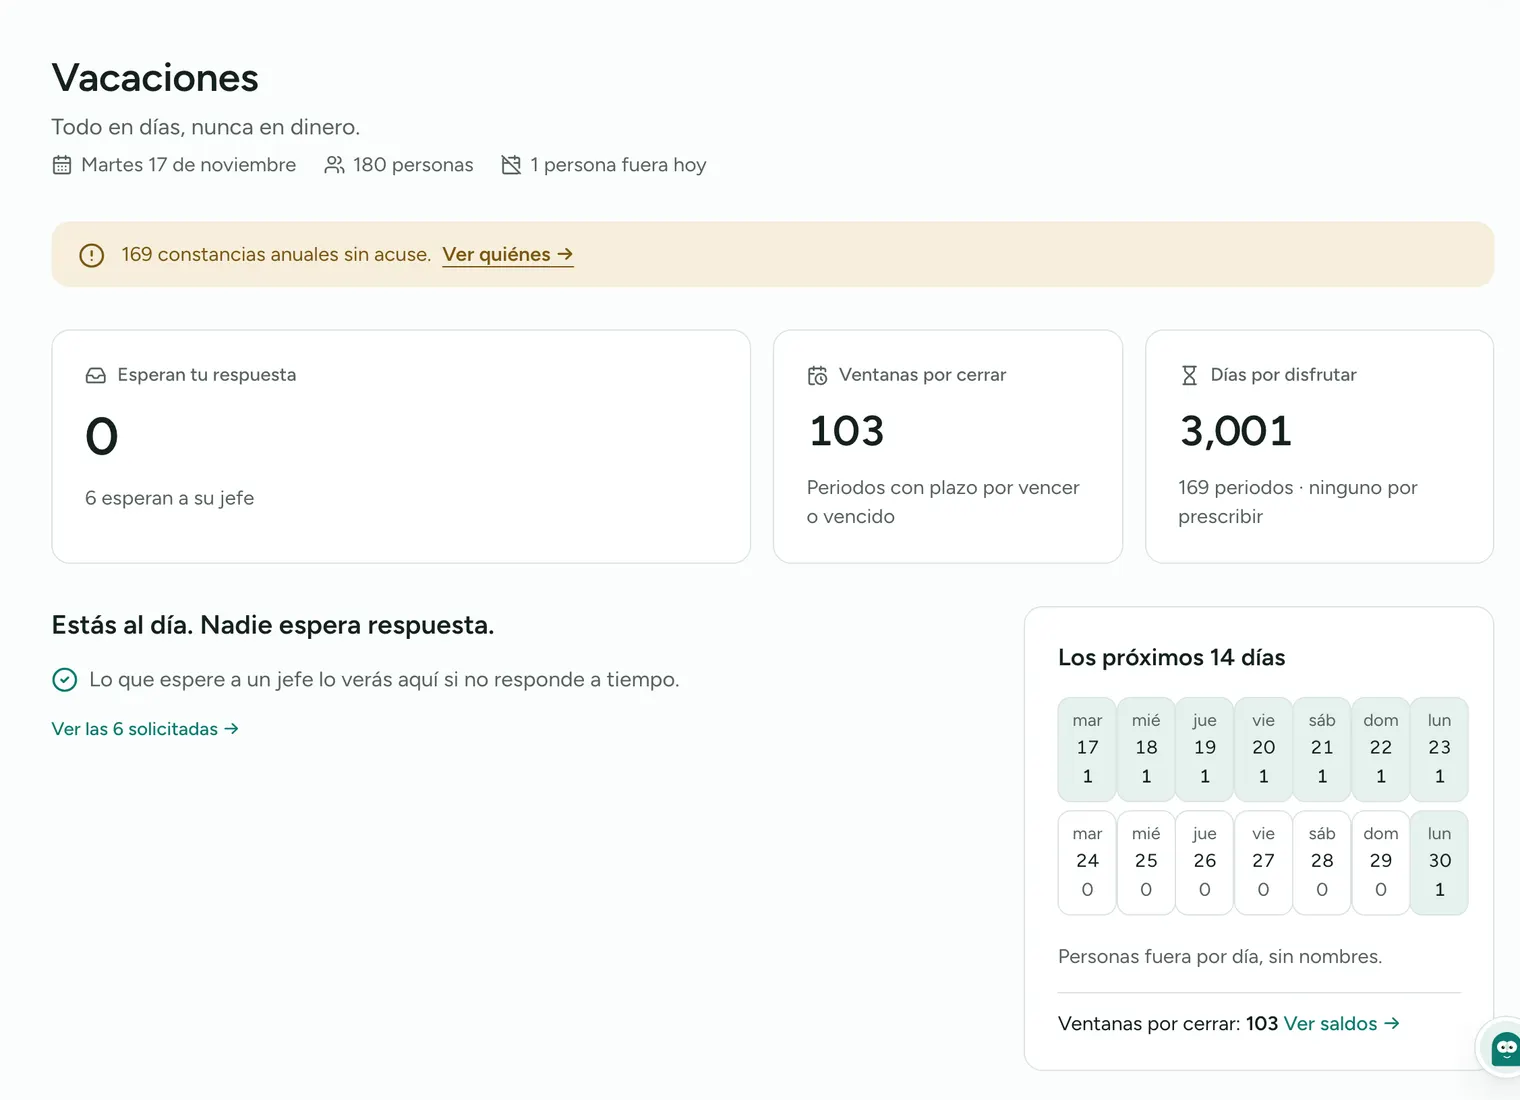 Vacaciones
Todo en días, nunca en dinero.
Martes 17 de noviembre 180 personas 1 persona fuera hoy
169 constancias anuales sin acuse. Ver quiénes →
Esperan tu respuesta
0
6 esperan a su jefe
Ventanas por cerrar
103
Periodos con plazo por vencer
o vencido
Días por disfrutar
3,001
169 periodos · ninguno por
prescribir
Estás al día. Nadie espera respuesta.
Lo que espere a un jefe lo verás aquí si no responde a tiempo.
Ver las 6 solicitadas →
Los próximos 14 días
mar mié jue vie sáb dom lun
17 18 19 20 21 22 23
1 1 1 1 1 1 1
mar mié jue vie sáb dom lun
24 25 26 27 28 29 30
0 0 0 0 0 0 1
Personas fuera por día, sin nombres.
Ventanas por cerrar: 103 Ver saldos →